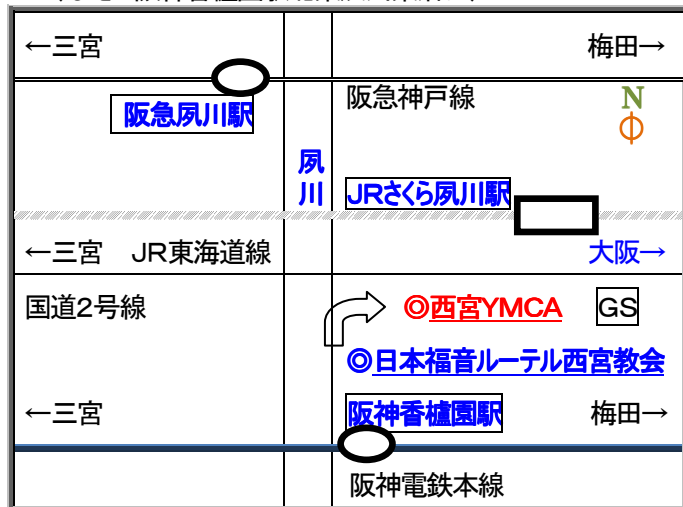 ←三宮 梅田→
阪急神戸線 N
阪急夙川駅
夙川
JRさくら夙川駅
←三宮 JR東海道線 大阪→
国道2号線 ◎西宮YMCA GS
◎日本福音ルーテル西宮教会
←三宮 阪神香櫨園駅 梅田→
阪神電鉄本線